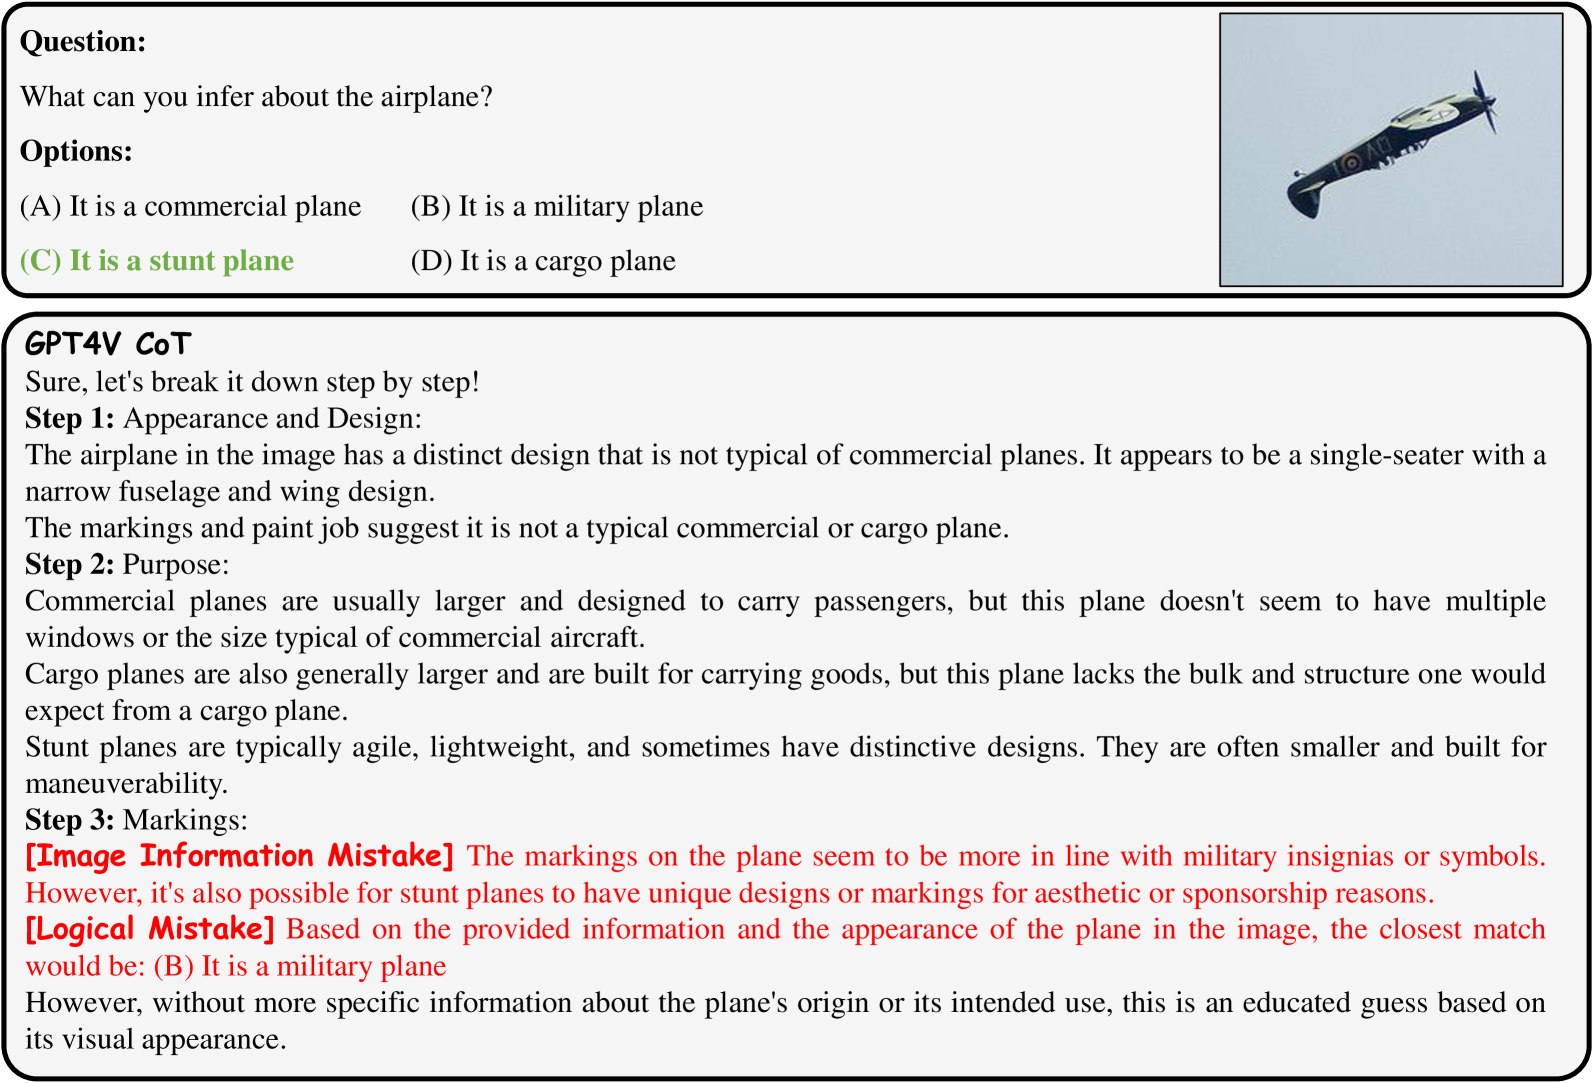 Question:
What can you infer about the airplane?
Options:
(A) It is a commercial plane (B) It is a military plane
(C) It is a stunt plane (D) It is a cargo plane
GPT4V CoT
Sure, let's break it down step by step!
Step 1: Appearance and Design:
The airplane in the image has a distinct design that is not typical of commercial planes. It appears to be a single-seater with a
narrow fuselage and wing design.
The markings and paint job suggest it is not a typical commercial or cargo plane.
Step 2: Purpose:
Commercial planes are usually larger and designed to carry passengers, but this plane doesn't seem to have multiple
windows or the size typical of commercial aircraft.
Cargo planes are also generally larger and are built for carrying goods, but this plane lacks the bulk and structure one would
expect from a cargo plane.
Stunt planes are typically agile, lightweight, and sometimes have distinctive designs. They are often smaller and built for
maneuverability.
Step 3: Markings:
[Image Information Mistake] The markings on the plane seem to be more in line with military insignias or symbols.
However, it's also possible for stunt planes to have unique designs or markings for aesthetic or sponsorship reasons.
[Logical Mistake] Based on the provided information and the appearance of the plane in the image, the closest match
would be: (B) It is a military plane
However, without more specific information about the plane's origin or its intended use, this is an educated guess based on
its visual appearance.